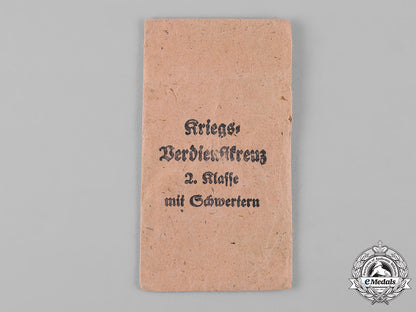 Kriegs-
Verdienstkreuz
2. Klasse
mit Schwertern
eMedals